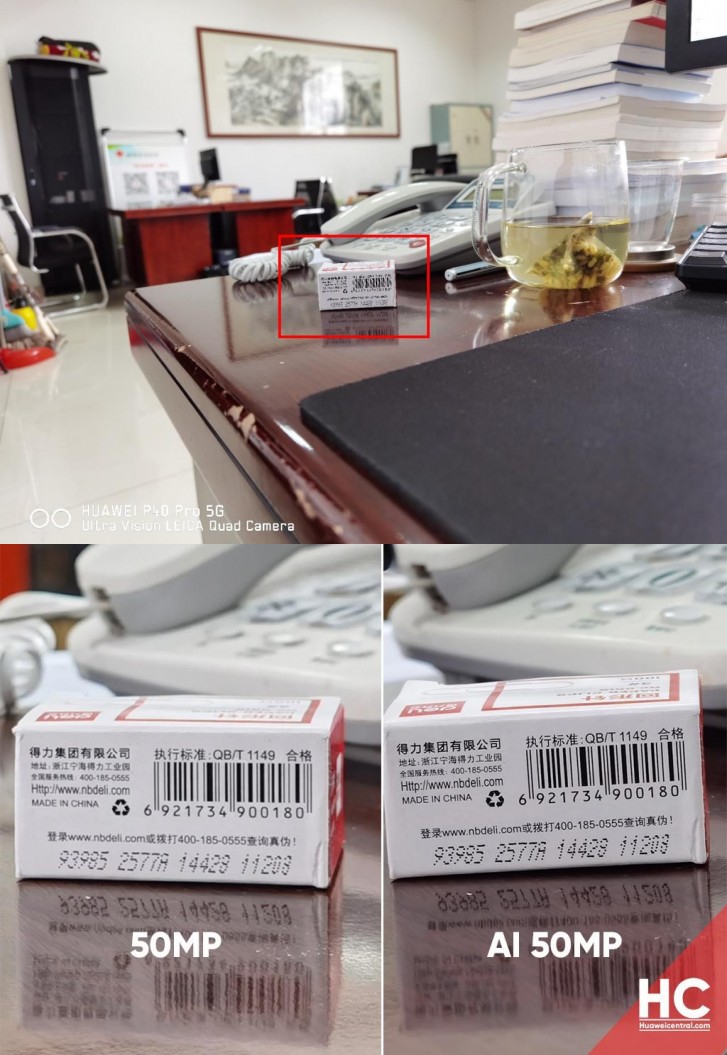 HUAWEI P40 Pro 5G
Ultra Vision LEICA Quad Camera
deli
回形针
得力集团有限公司
地址:浙江宁海得力工业园
全国服务热线: 400-185-0555
Http://www.nbdeli.com
MADE IN CHINA
执行标准:QB/T 1149 合格
6 921734 900180
登录www.nbdeli.com或拨打400-185-0555查询真伪!
93985 2577A 14428 11208
50MP
deli
回形针
得力集团有限公司
地址:浙江宁海得力工业园
全国服务热线: 400-185-0555
Http://www.nbdeli.com
MADE IN CHINA
执行标准:QB/T 1149 合格
6 921734 900180
登录www.nbdeli.com或拨打400-185-0555查询真伪!
93985 2577A 14428 11208
AI 50MP
HC
Huaweicentral.com